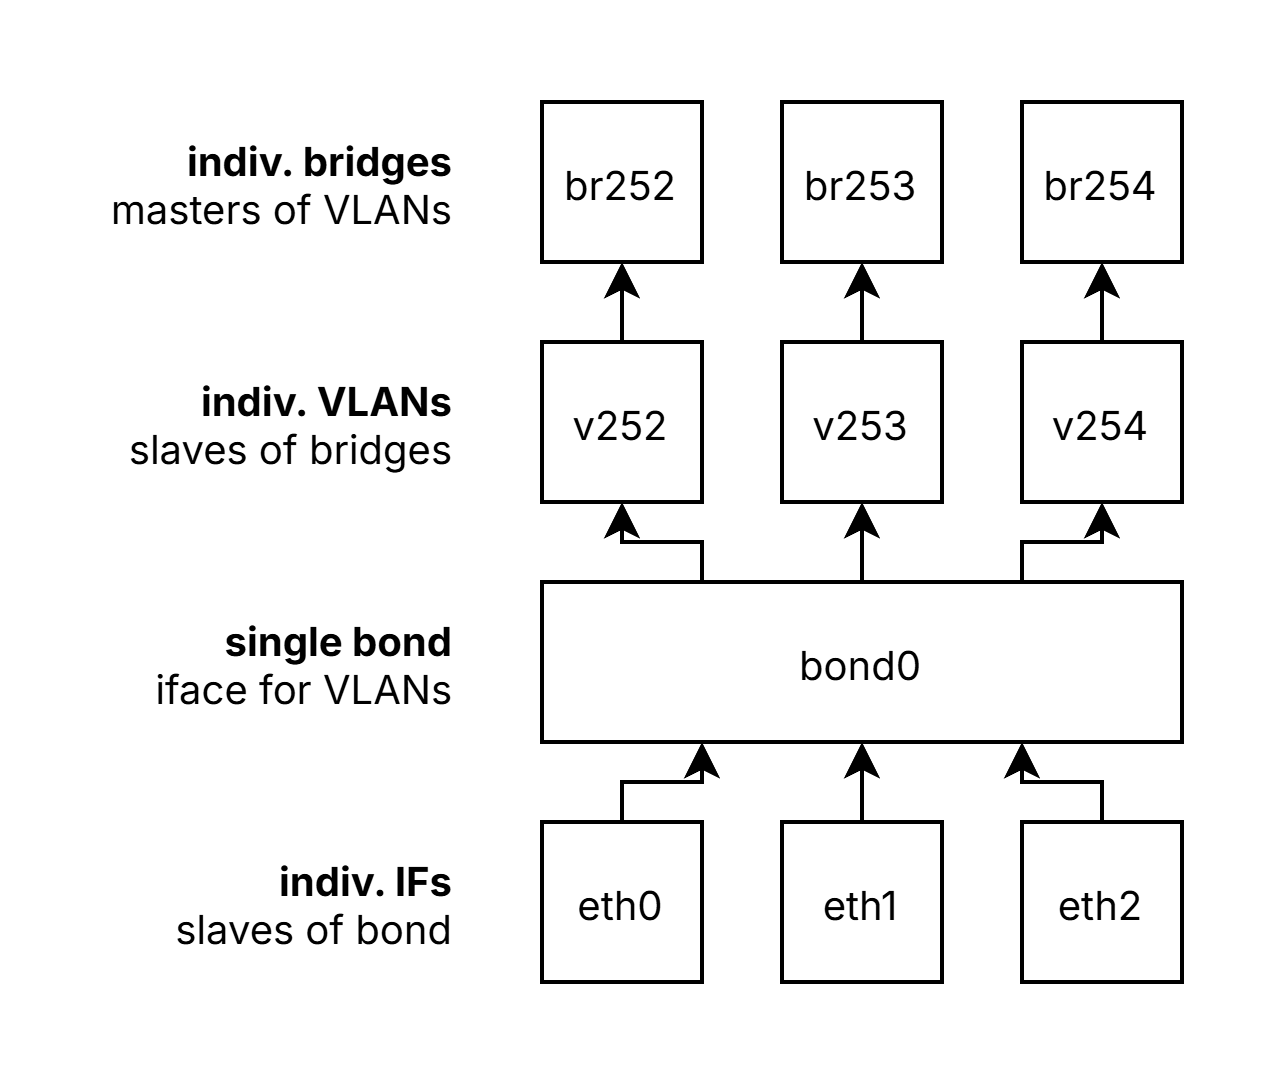 indiv. bridges
masters of VLANs
br252
br253
br254
indiv. VLANs
slaves of bridges
v252
v253
v254
single bond
iface for VLANs
bond0
indiv. IFs
slaves of bond
eth0
eth1
eth2